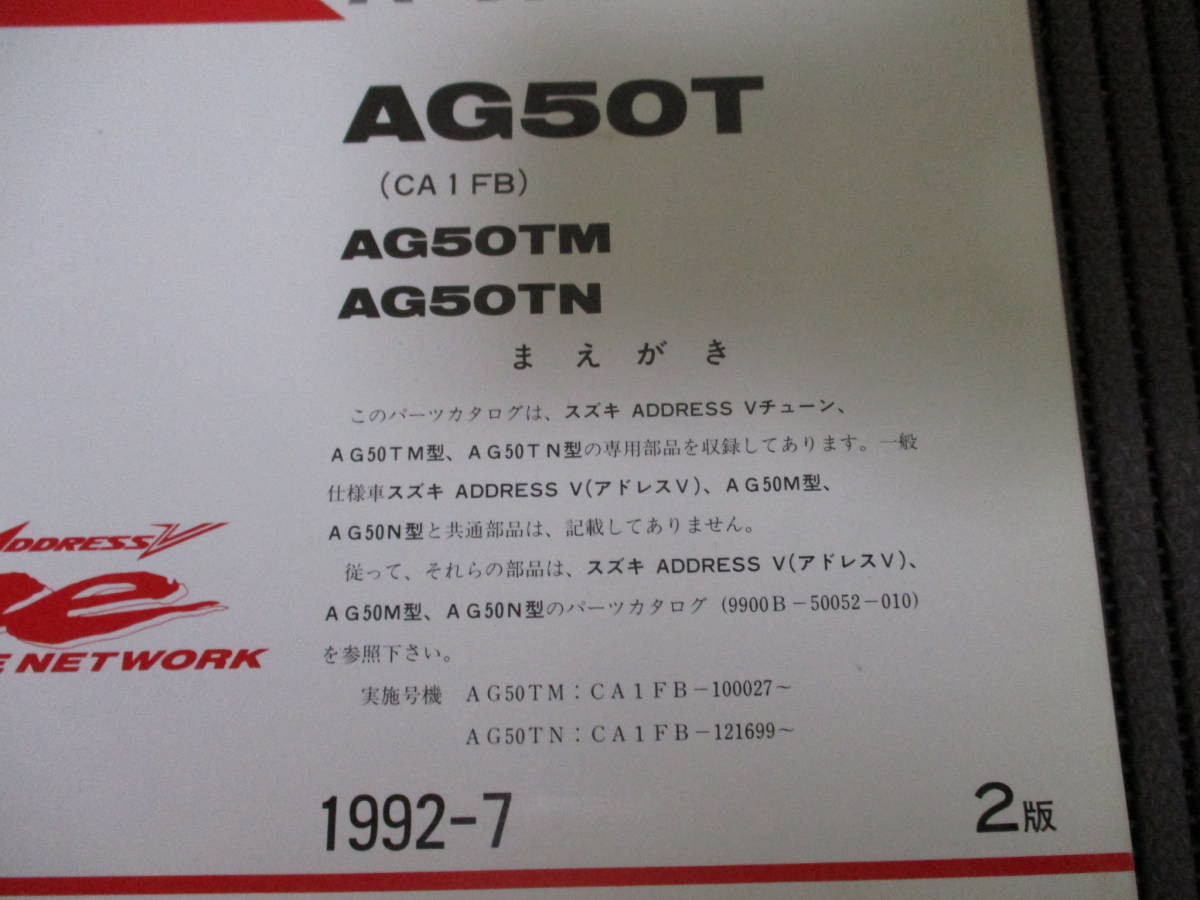 AG50T
(CA1FB)
AG50TM
AG50TN
まえがき
このパーツカタログは、スズキ ADDRESS Vチューン、
AG50TM型、AG50TN型の専用部品を収録してあります。一般
仕様車スズキ ADDRESS V(アドレスV)、AG50M型、
AG50N型と共通部品は、記載してありません。
従って、それらの部品は、スズキ ADDRESS V(アドレスV)、
AG50M型、AG50N型のパーツカタログ (9900B-50052-010)
を参照下さい。
実施号機 AG50TM:CA1FB-100027~
AG50TN:CA1FB-121699~
ADDRESS V
NETWORK
1992-7
2版